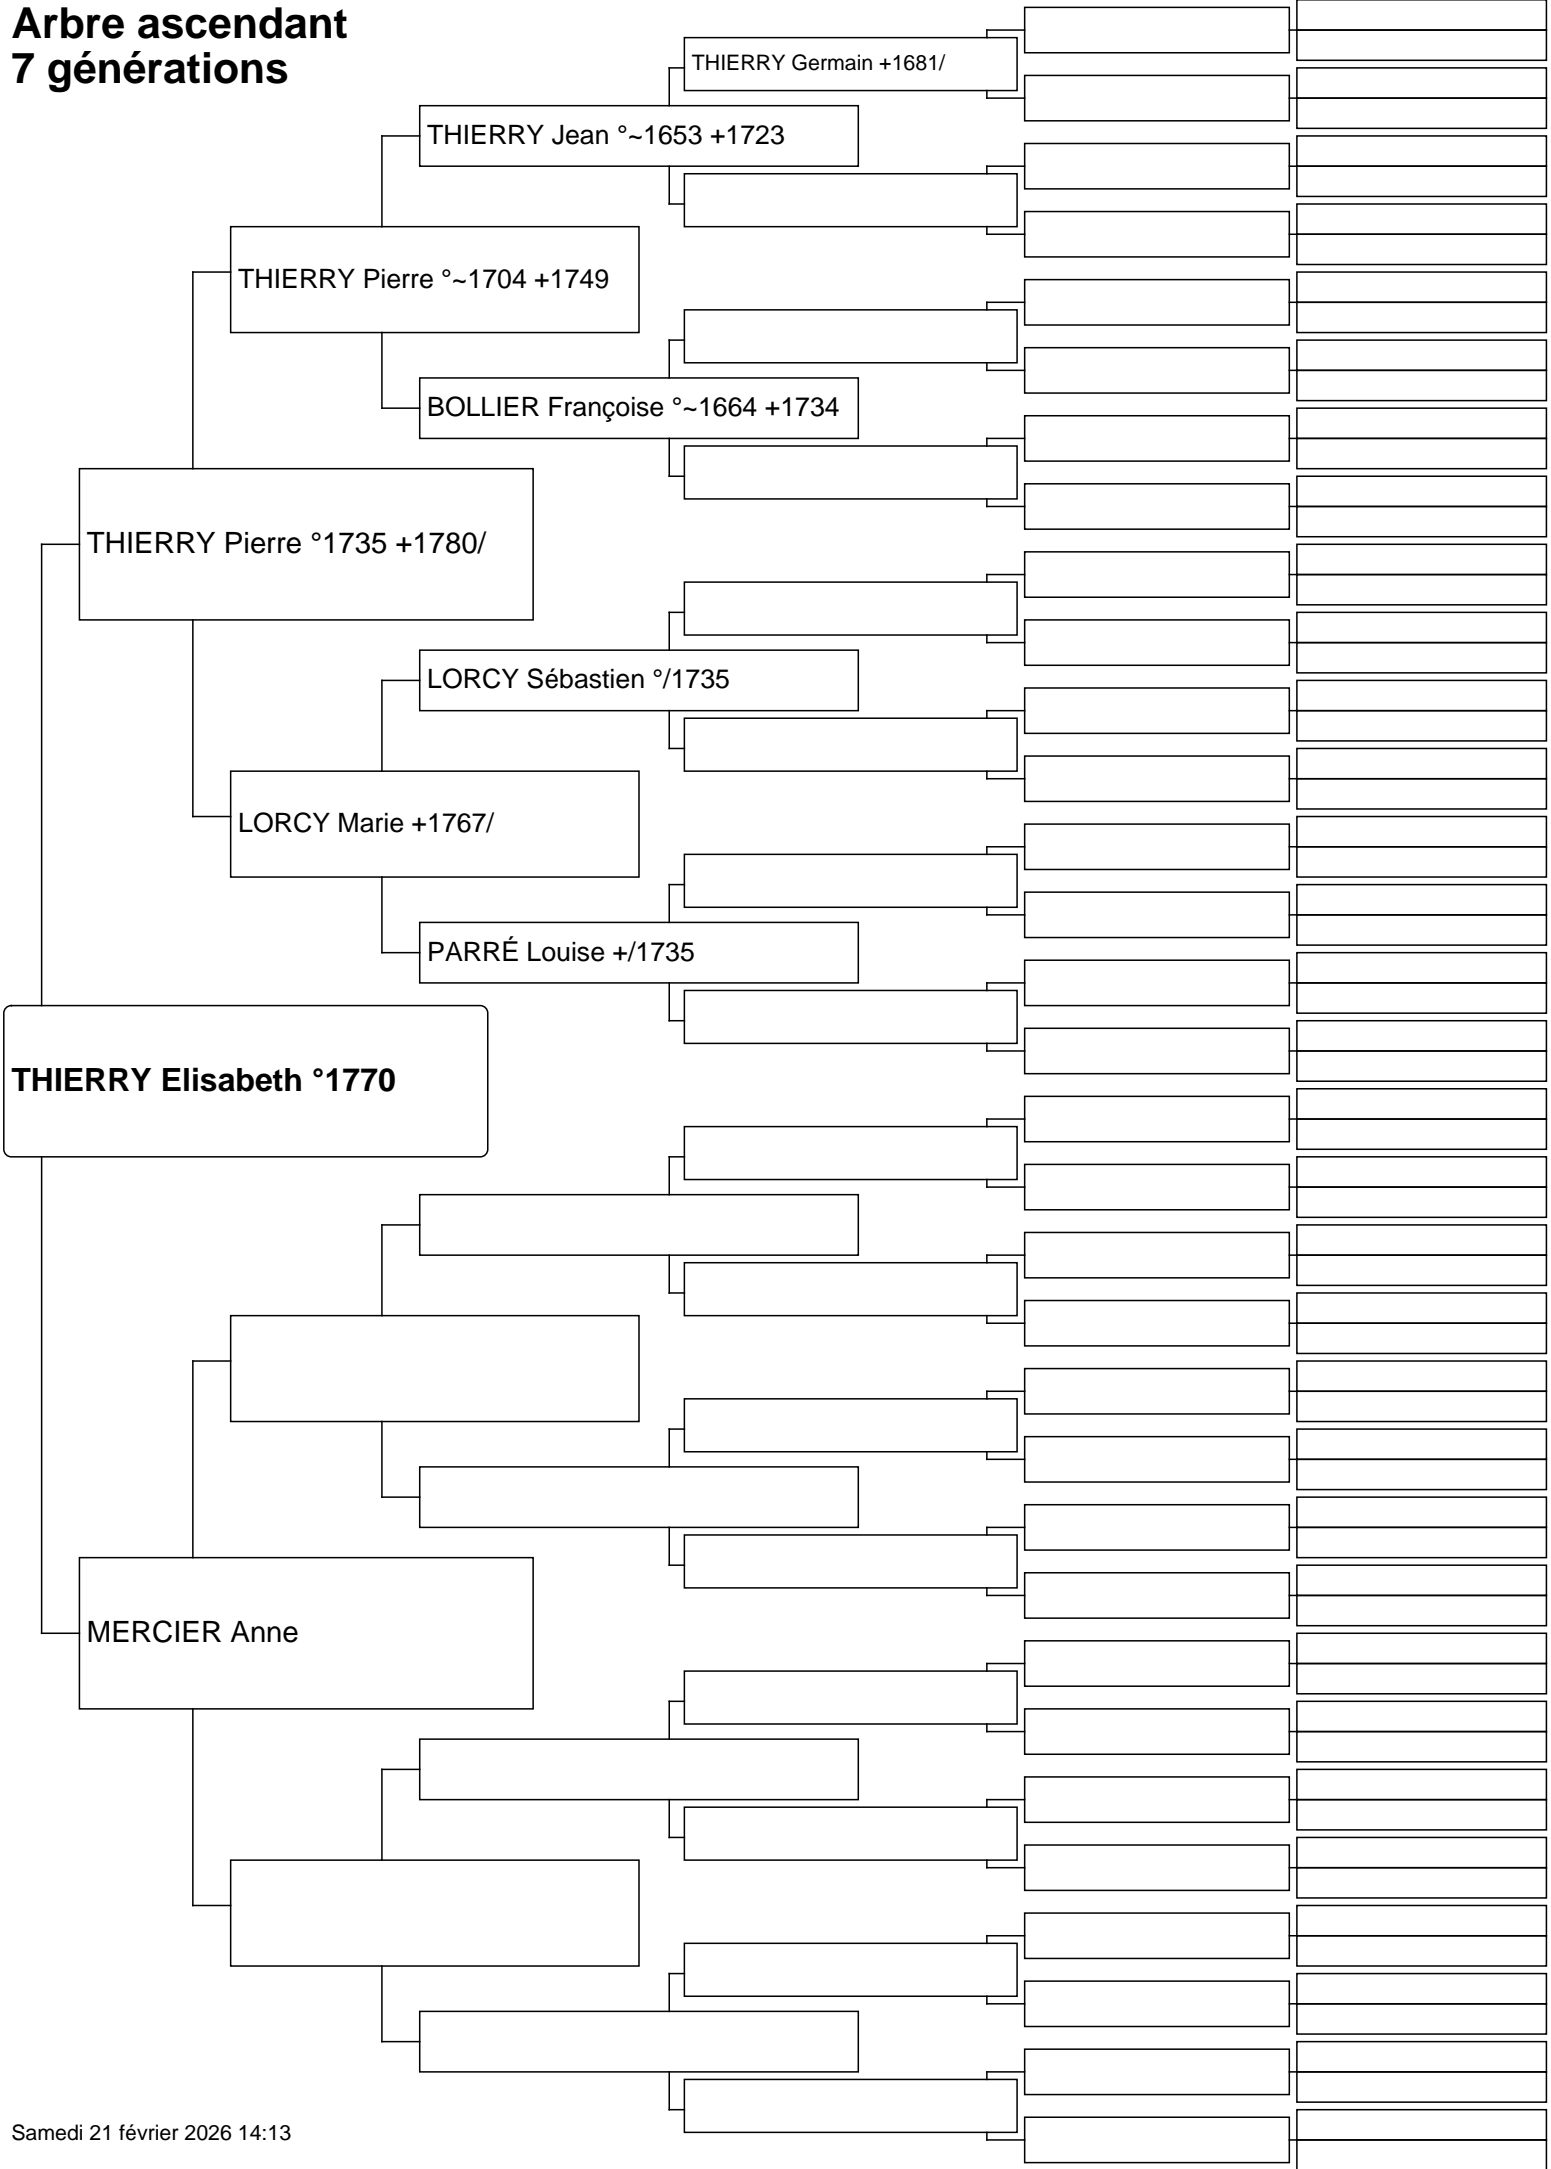 Arbre ascendant
7 générations
THIERRY Germain +1681/
THIERRY Jean °~1653 +1723
THIERRY Pierre °~1704 +1749
BOLLIER Françoise °~1664 +1734
THIERRY Pierre °1735 +1780/
LORCY Sébastien °/1735
LORCY Marie +1767/
PARRÉ Louise +/1735
THIERRY Elisabeth °1770
MERCIER Anne
Samedi 21 février 2026 14:13